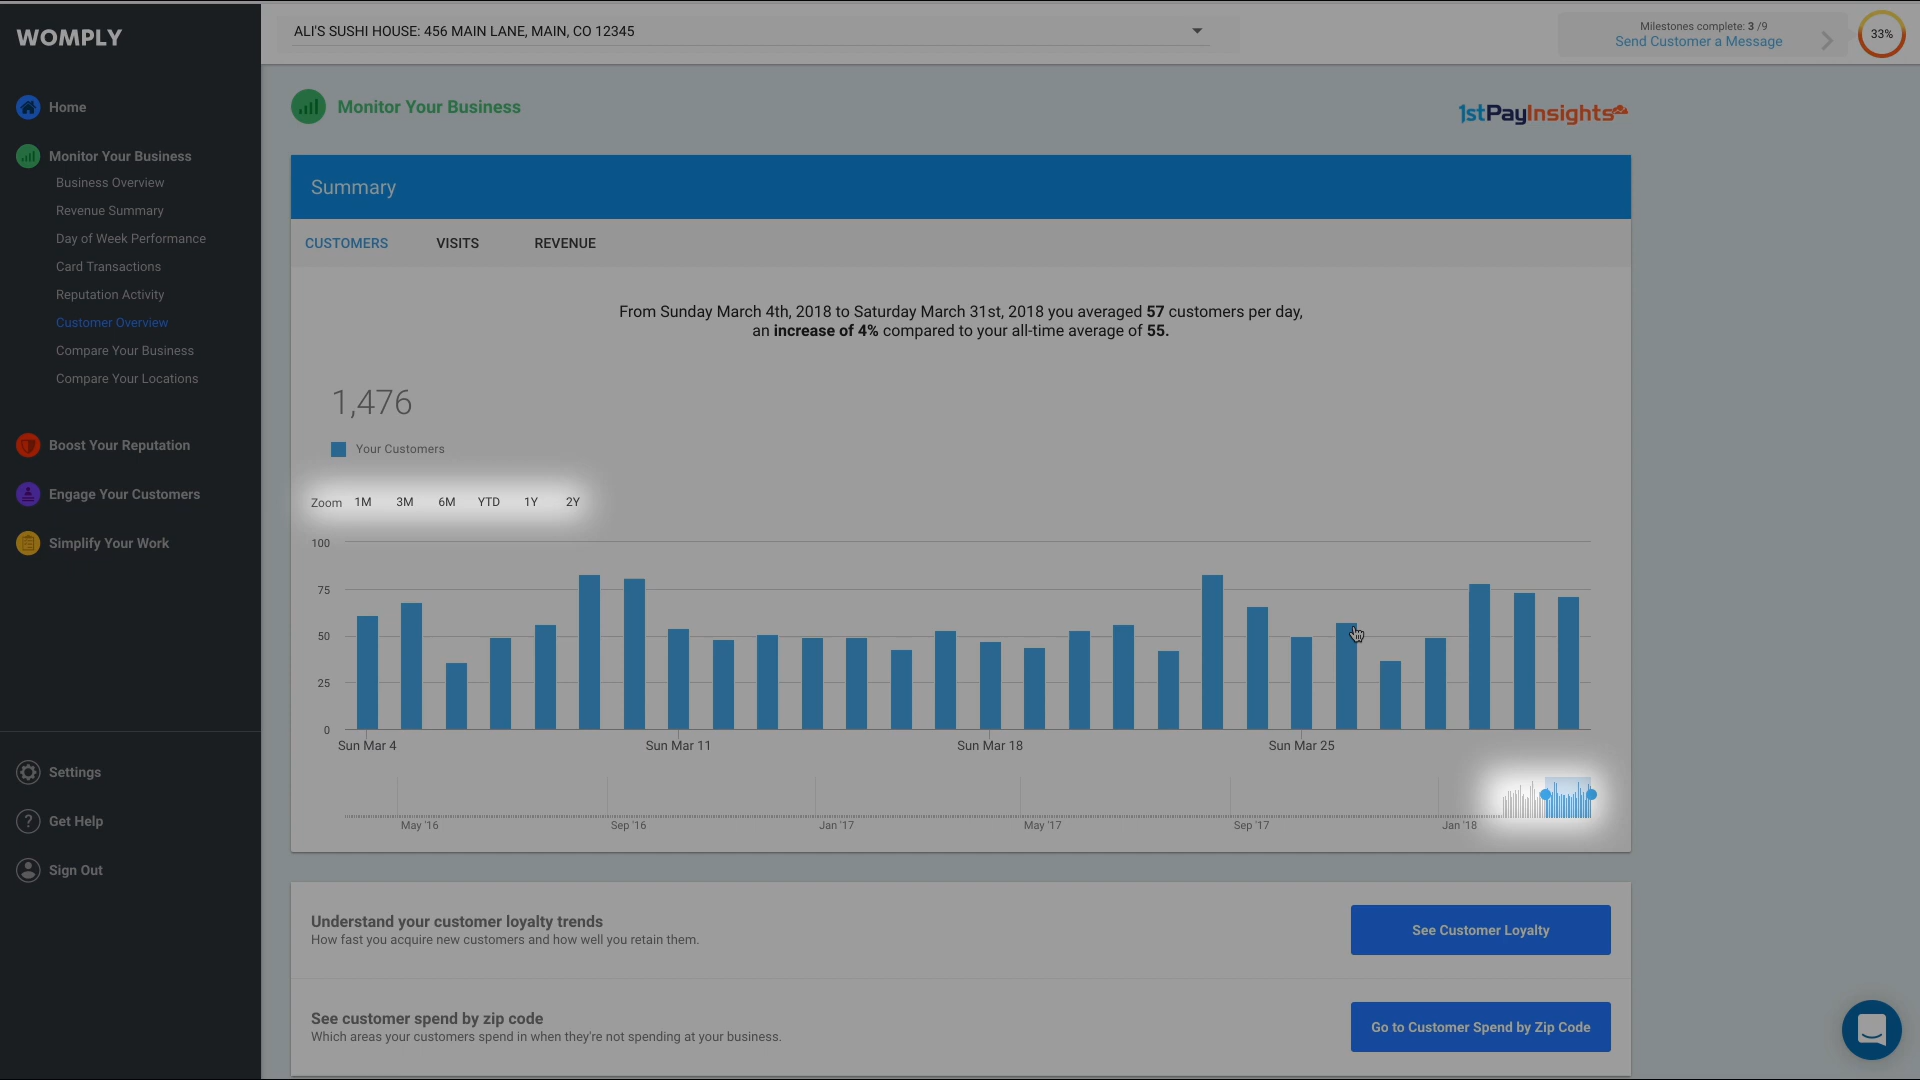 WOMPLY
ALI'S SUSHI HOUSE: 456 MAIN LANE, MAIN, CO 12345
Milestones complete: 3 /9
Send Customer a Message
33%
Home
Monitor Your Business
Business Overview
Revenue Summary
Day of Week Performance
Card Transactions
Reputation Activity
Customer Overview
Compare Your Business
Compare Your Locations
Boost Your Reputation
Engage Your Customers
Simplify Your Work
Settings
Get Help
Sign Out
Monitor Your Business
1stPayInsights
Summary
CUSTOMERS VISITS REVENUE
From Sunday March 4th, 2018 to Saturday March 31st, 2018 you averaged 57 customers per day,
an increase of 4% compared to your all-time average of 55.
1,476
Your Customers
Zoom 1M 3M 6M YTD 1Y 2Y
100
75
50
25
0
Sun Mar 4 Sun Mar 11 Sun Mar 18 Sun Mar 25
May '16 Sep '16 Jan '17 May '17 Sep '17 Jan '18
Understand your customer loyalty trends
How fast you acquire new customers and how well you retain them.
See Customer Loyalty
See customer spend by zip code
Which areas your customers spend in when they're not spending at your business.
Go to Customer Spend by Zip Code